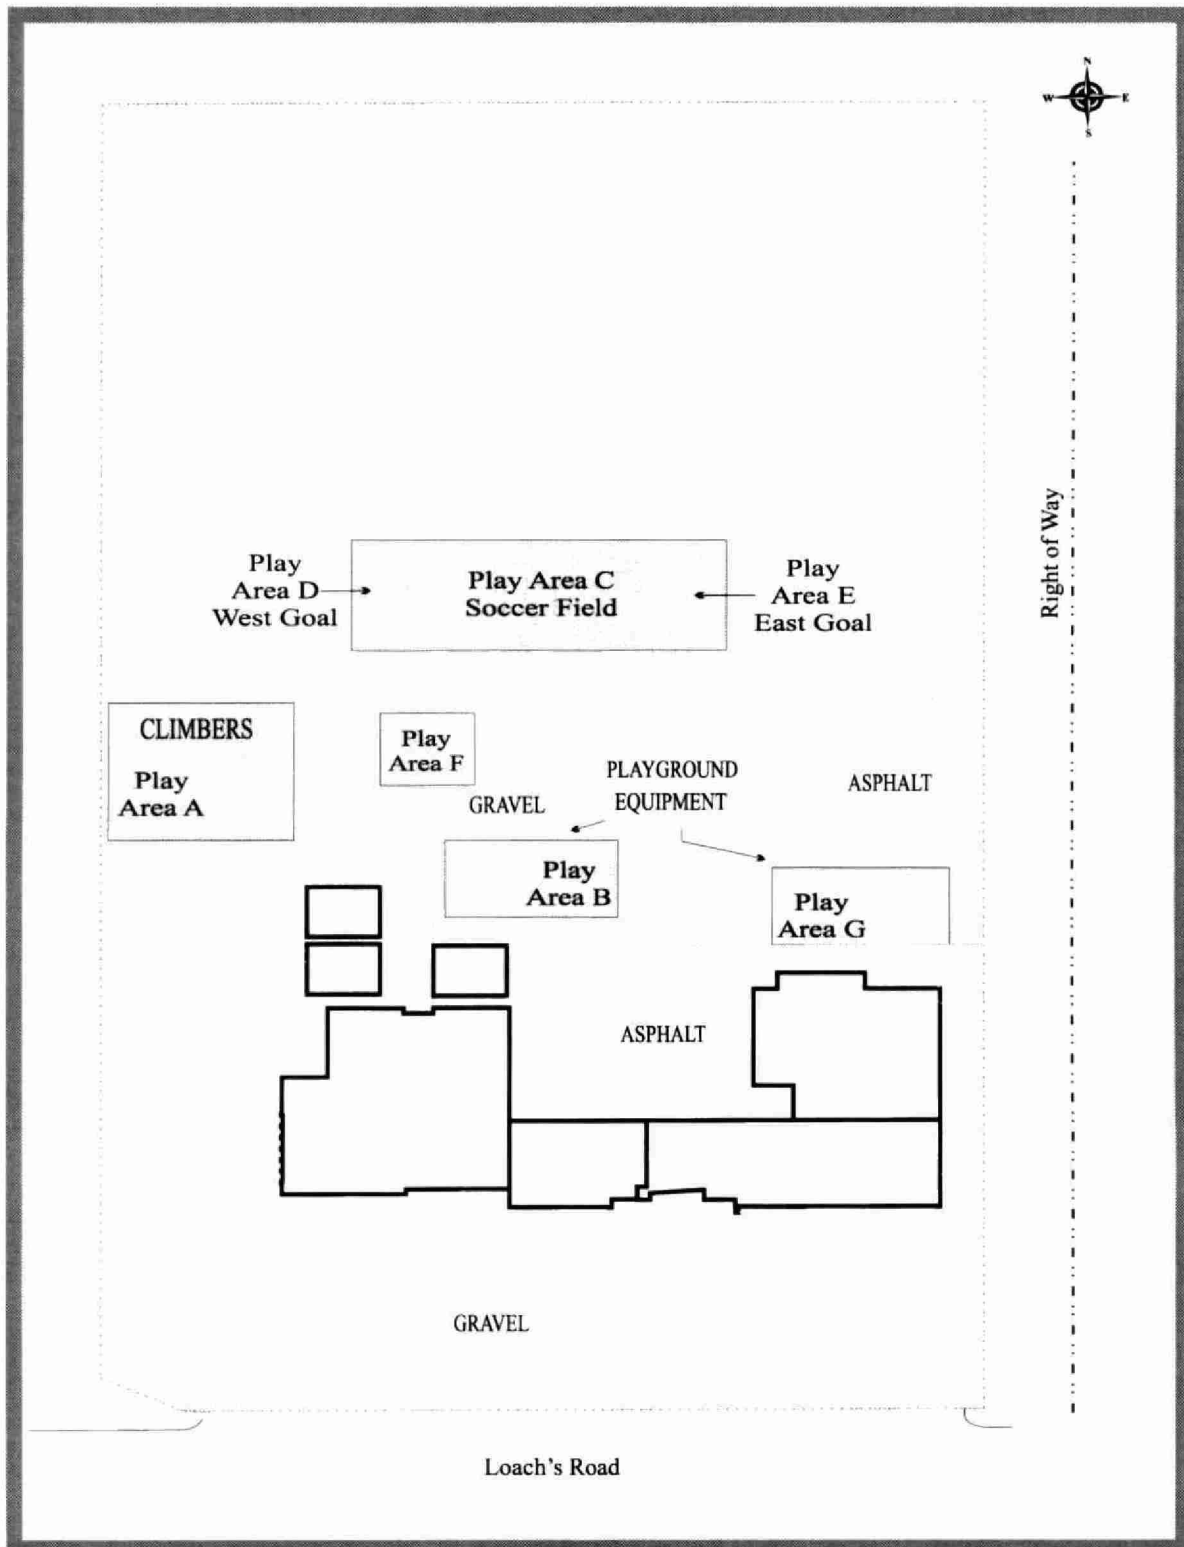 N
W E
S
Right of Way
Play
Area D
West Goal
Play Area C
Soccer Field
Play
Area E
East Goal
CLIMBERS
Play
Area A
Play
Area F
GRAVEL
PLAYGROUND
EQUIPMENT
ASPHALT
Play
Area B
Play
Area G
ASPHALT
GRAVEL
Loach's Road